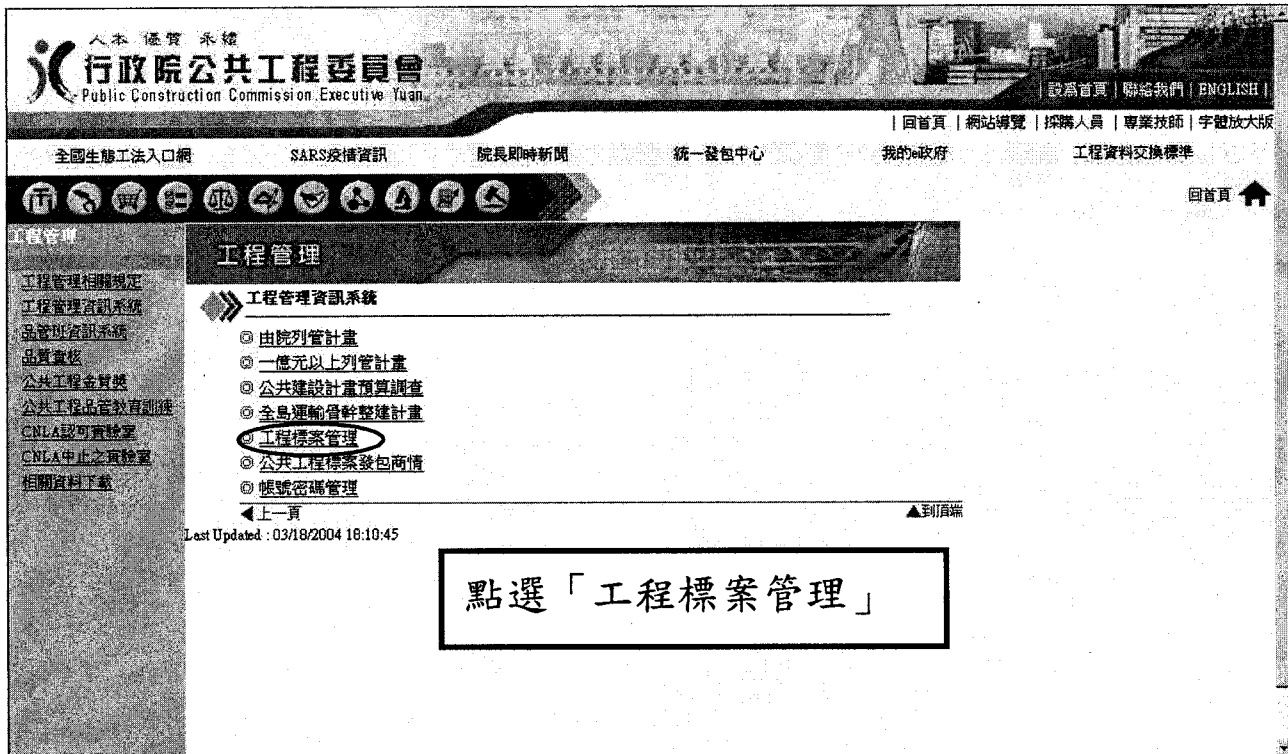 人本 優質 永續
行政院公共工程委員會
Public Construction Commission,Executive Yuan
| 設為首頁 | 聯絡我們 | ENGLISH |
| 回首頁 | 網站導覽 | 採購人員 | 專業技師 | 字體放大版
全國生態工法入口網 SARS疫情資訊 院長即時新聞 統一發包中心 我的e政府 工程資料交換標準
回首頁
工程管理
工程管理相關規定
工程管理資訊系統
品管班資訊系統
品質查核
公共工程金質獎
公共工程品管教育訓練
CNLA認可實驗室
CNLA中止之實驗室
相關資料下載
工程管理
工程管理資訊系統
◎ 由院列管計畫
◎ 一億元以上列管計畫
◎ 公共建設計畫預算調查
◎ 全島運輸骨幹整建計畫
◎ 工程標案管理
◎ 公共工程標案發包商情
◎ 帳號密碼管理
◀上一頁 ▲到頂端
Last Updated : 03/18/2004 18:10:45
點選「工程標案管理」